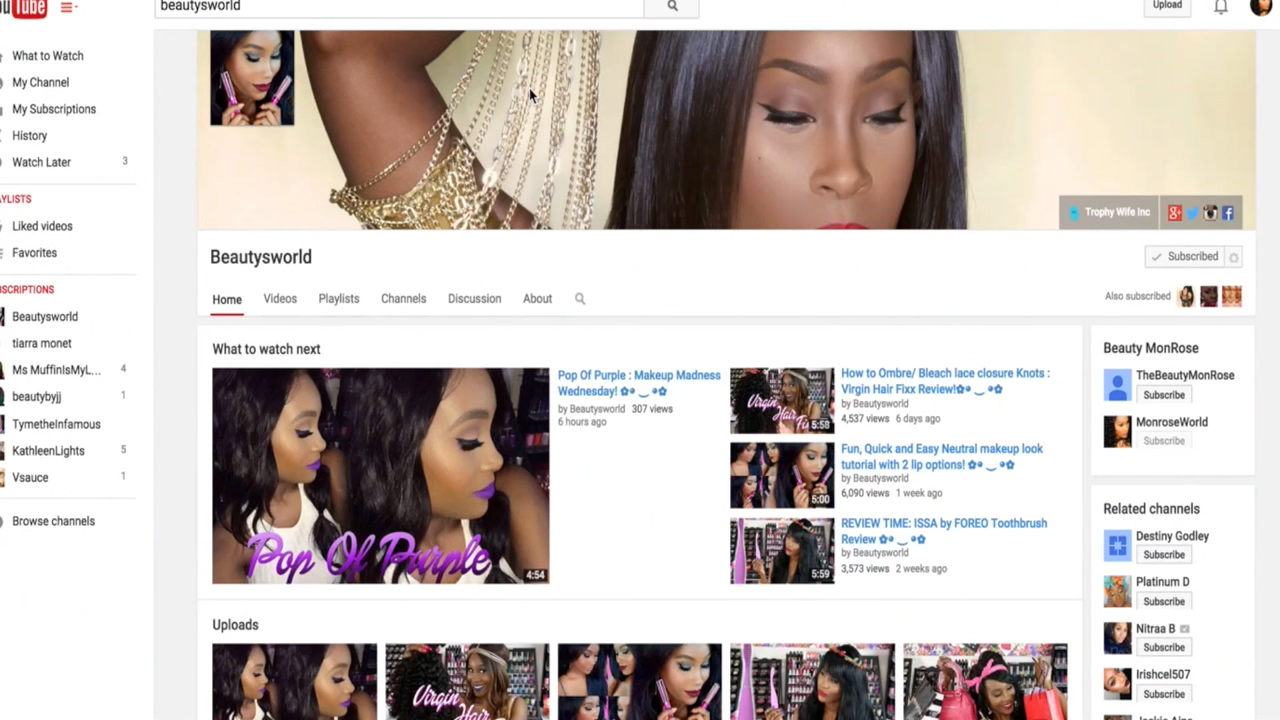 Tube
beautysworld
Upload
What to Watch
My Channel
My Subscriptions
History
Watch Later 3
Liked videos
Favorites
Beautysworld
tiarra monet
Ms MuffinIsMyL... 4
beautybyjj 1
TymetheInfamous
KathleenLights 5
Vsauce 1
Browse channels
Trophy Wife Inc
Beautysworld
Subscribed
Home Videos Playlists Channels Discussion About
Also subscribed
What to watch next
Pop Of Purple
4:54
Pop Of Purple : Makeup Madness
Wednesday! ✿◕ ‿ ◕✿
by Beautysworld 307 views
6 hours ago
Virgin
Hair Fixx
5:58
How to Ombre/ Bleach lace closure Knots :
Virgin Hair Fixx Review!✿◕ ‿ ◕✿
by Beautysworld
4,537 views 6 days ago
5:00
Fun, Quick and Easy Neutral makeup look
tutorial with 2 lip options! ✿◕ ‿ ◕✿
by Beautysworld
6,090 views 1 week ago
5:59
REVIEW TIME: ISSA by FOREO Toothbrush
Review ✿◕ ‿ ◕✿
by Beautysworld
3,573 views 2 weeks ago
Uploads
Virgin
Beauty MonRose
TheBeautyMonRose
Subscribe
MonroseWorld
Subscribe
Related channels
Destiny Godley
Subscribe
Platinum D
Subscribe
Nitraa B
Subscribe
Irishcel507
Subscribe